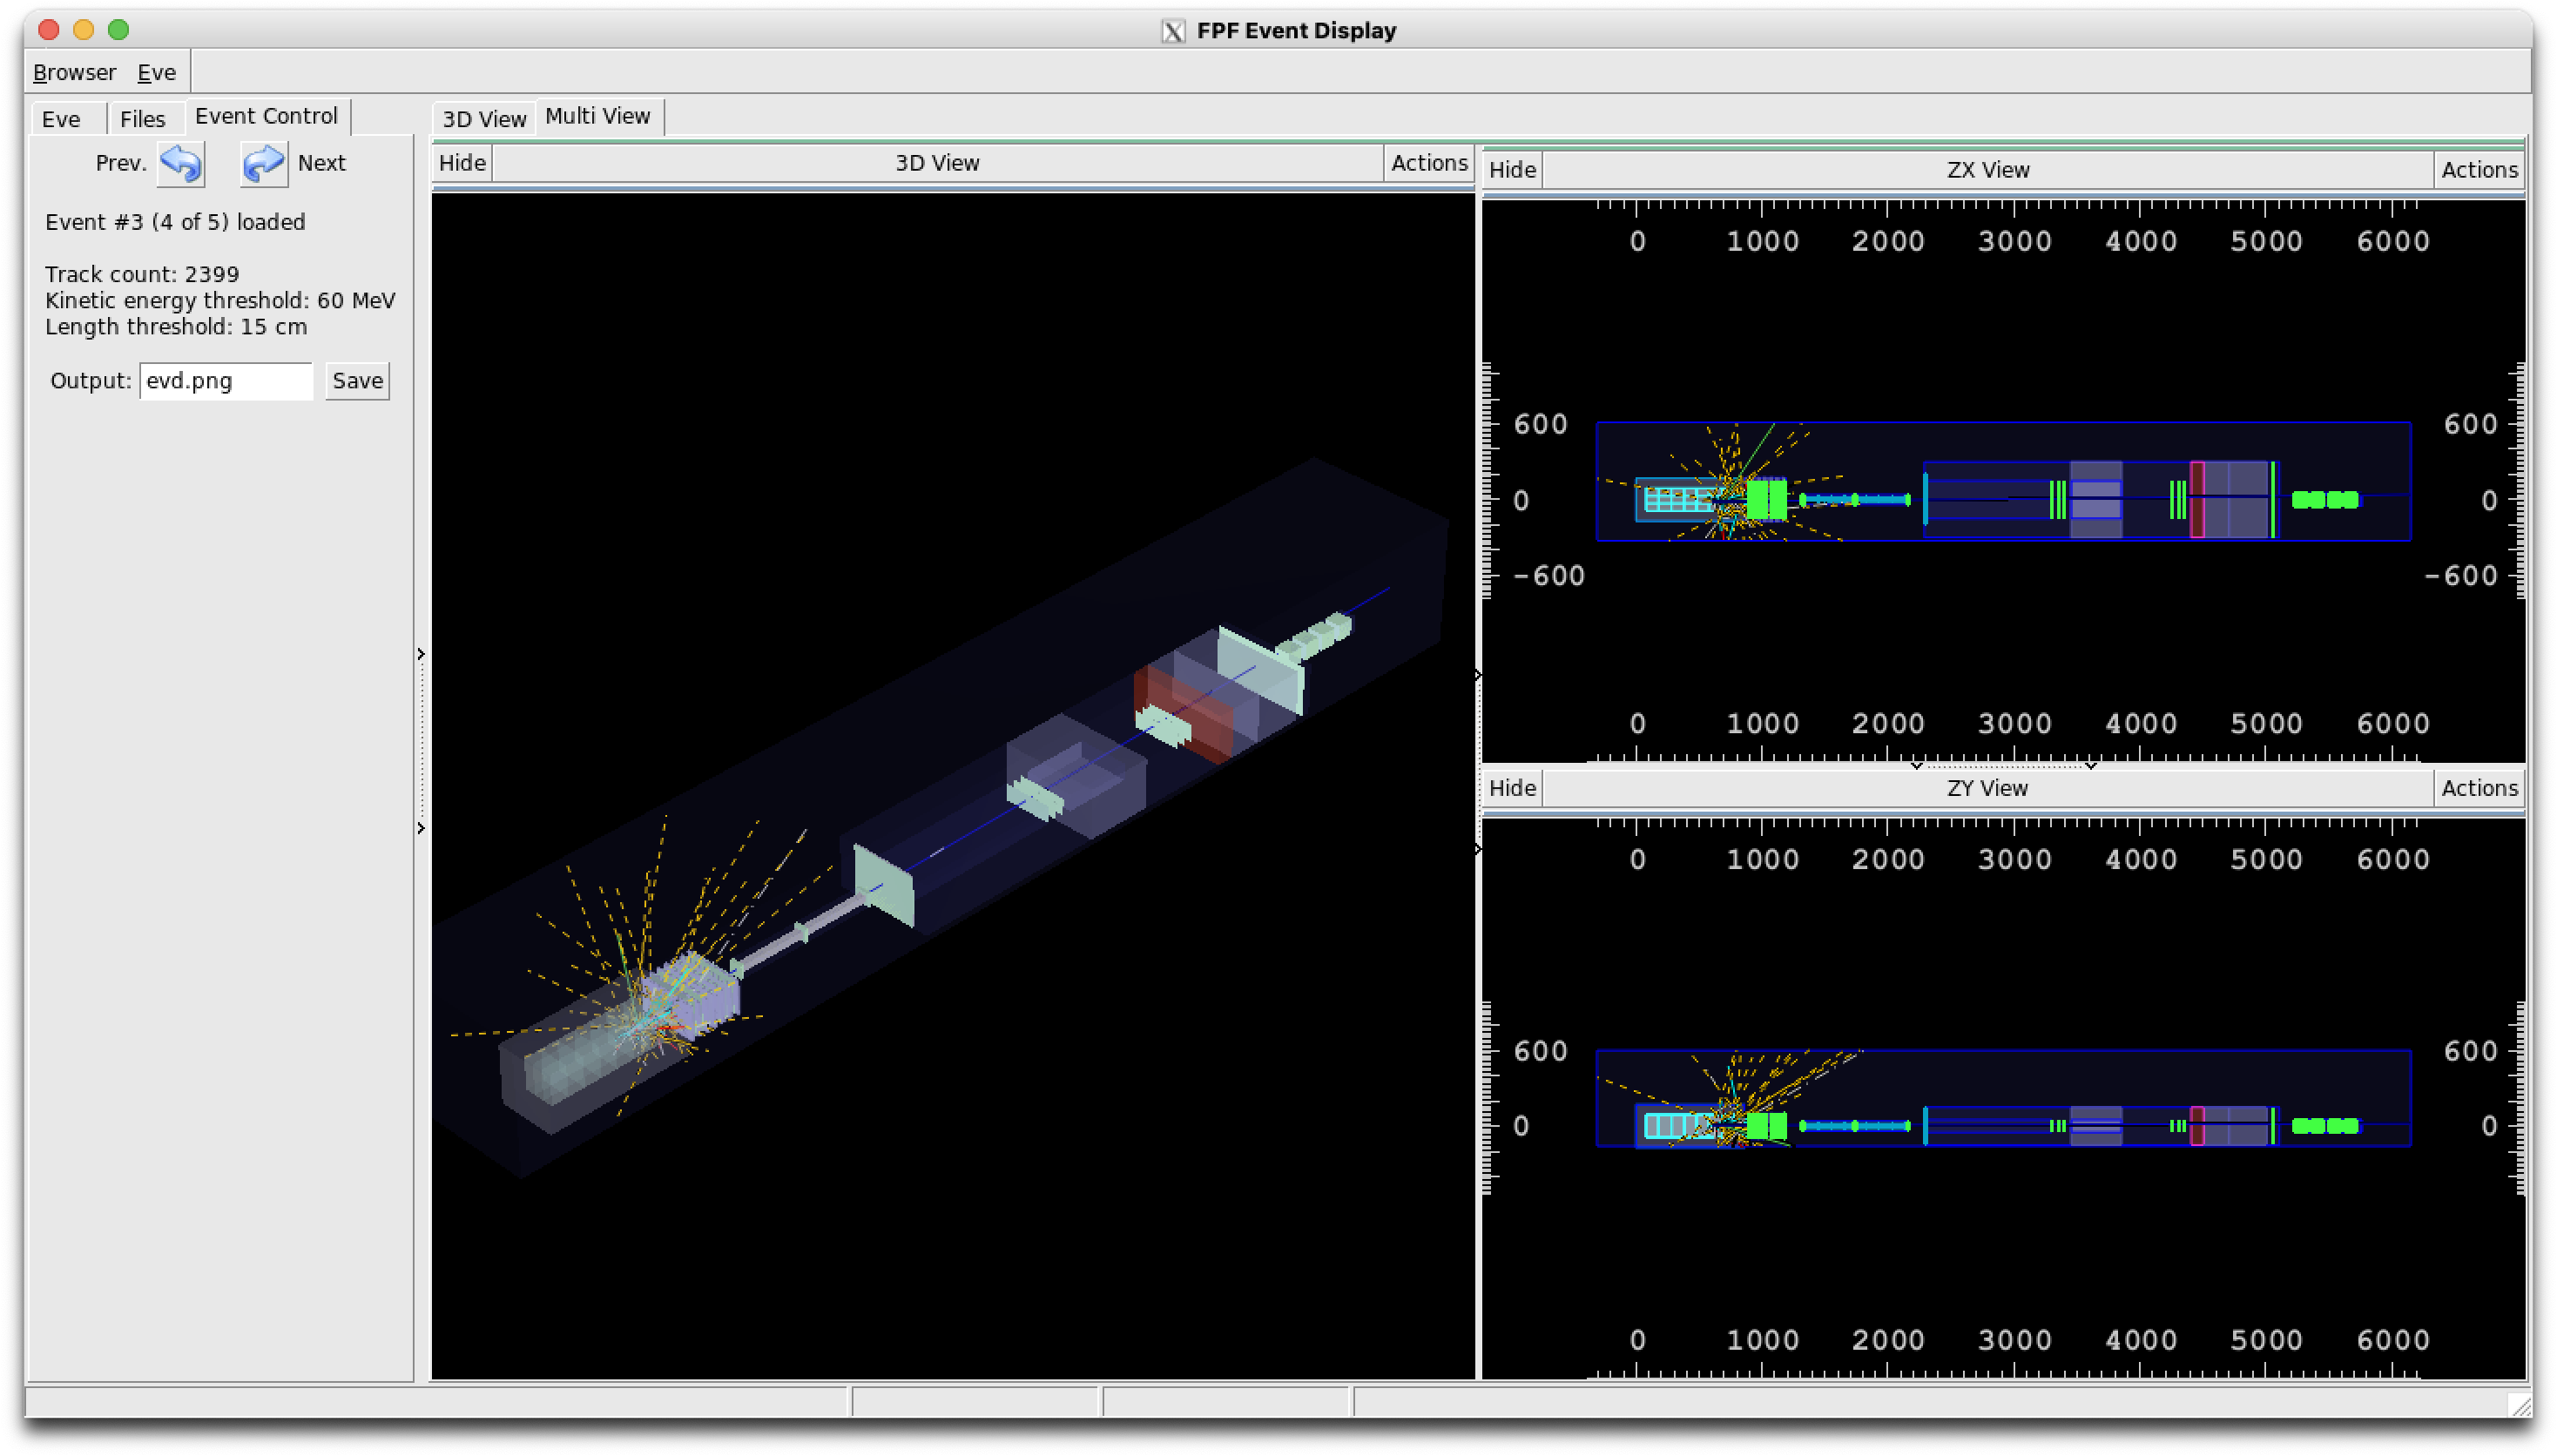 FPF Event Display
Browser Eve
Eve Files Event Control
3D View Multi View
Prev. Next
Event #3 (4 of 5) loaded
Track count: 2399
Kinetic energy threshold: 60 MeV
Length threshold: 15 cm
Output: evd.png Save
Hide 3D View Actions
Hide ZX View Actions
0 1000 2000 3000 4000 5000 6000
600 600
0 0
-600 -600
0 1000 2000 3000 4000 5000 6000
Hide ZY View Actions
0 1000 2000 3000 4000 5000 6000
600 600
0 0
0 1000 2000 3000 4000 5000 6000